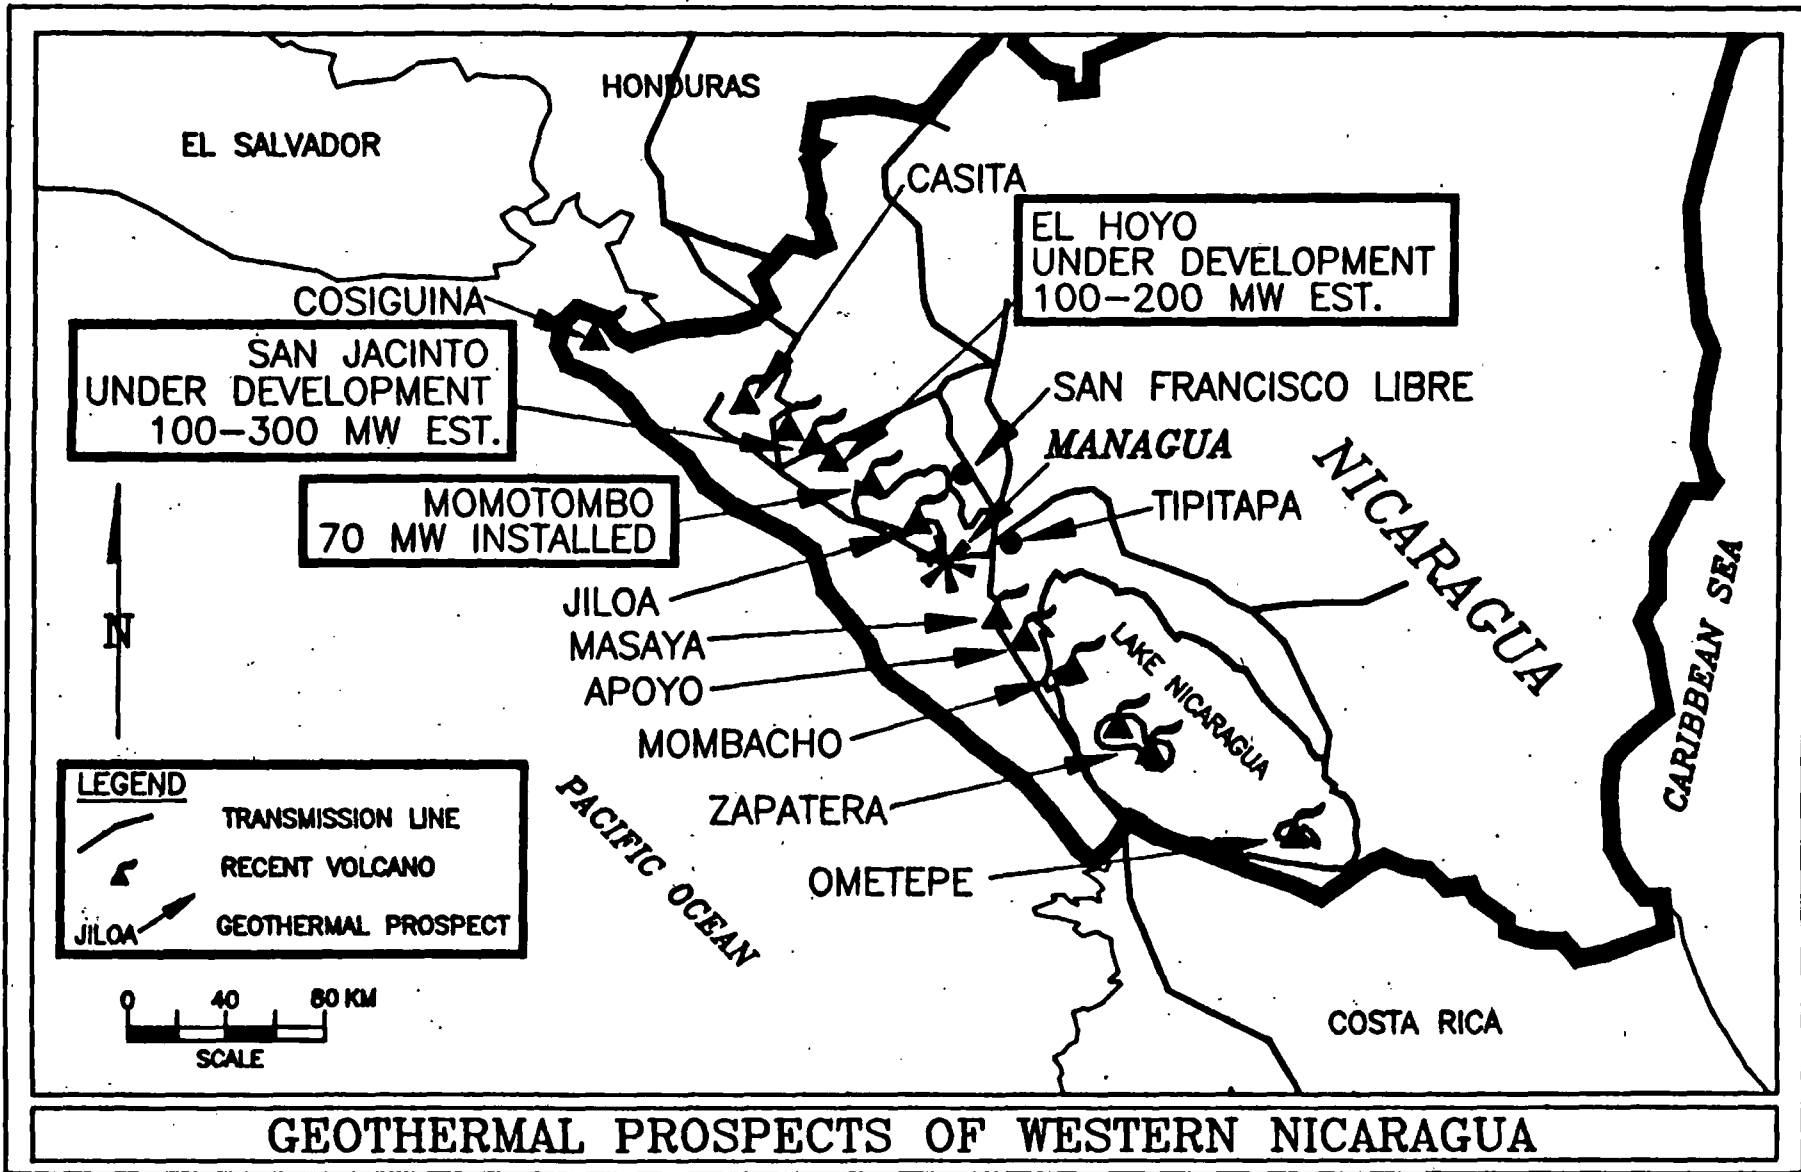 HONDURAS
EL SALVADOR
CASITA
EL HOYO
UNDER DEVELOPMENT
100-200 MW EST.
COSIGUINA
SAN JACINTO
UNDER DEVELOPMENT
100-300 MW EST.
SAN FRANCISCO LIBRE
MANAGUA
MOMOTOMBO
70 MW INSTALLED
TIPITAPA
NICARAGUA
JILOA
MASAYA
APOYO
MOMBACHO
ZAPATERA
OMETEPE
LAKE NICARAGUA
CARIBBEAN SEA
PACIFIC OCEAN
N
LEGEND
TRANSMISSION LINE
RECENT VOLCANO
JILOA GEOTHERMAL PROSPECT
0 40 80 KM
SCALE
COSTA RICA
GEOTHERMAL PROSPECTS OF WESTERN NICARAGUA